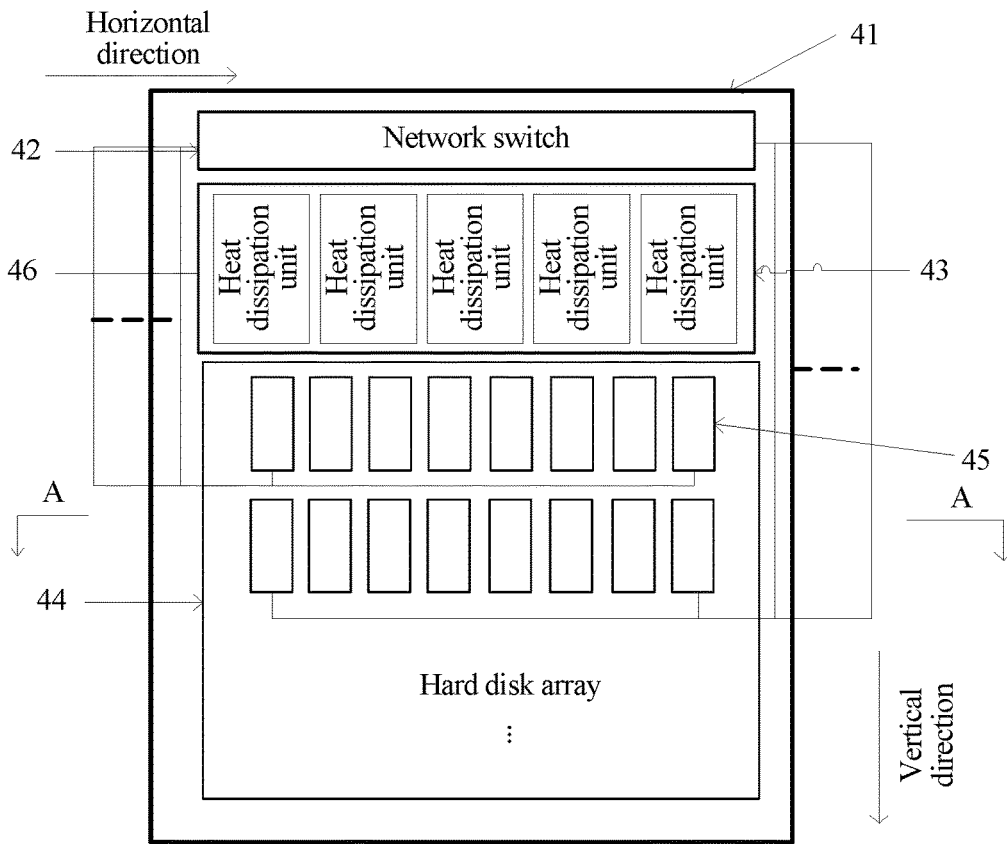 Horizontal
direction
41
42
Network switch
46
Heat
dissipation
unit
Heat
dissipation
unit
Heat
dissipation
unit
Heat
dissipation
unit
Heat
dissipation
unit
43
45
A
A
44
Hard disk array
...
Vertical
direction